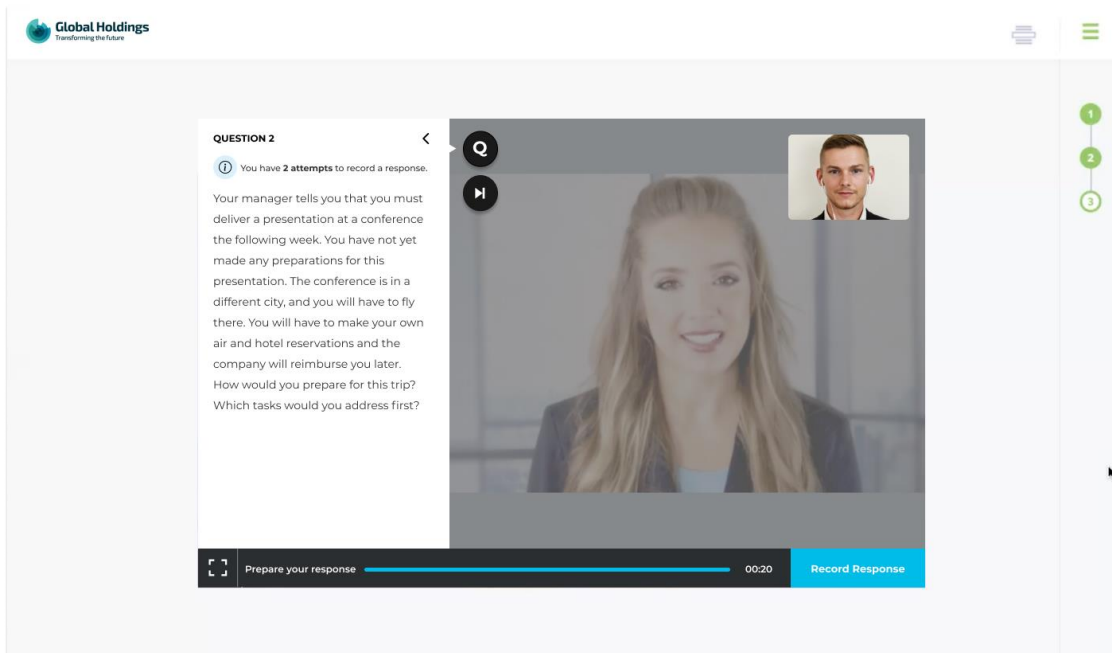 Global Holdings
Transforming the future
QUESTION 2
You have 2 attempts to record a response.
Your manager tells you that you must
deliver a presentation at a conference
the following week. You have not yet
made any preparations for this
presentation. The conference is in a
different city, and you will have to fly
there. You will have to make your own
air and hotel reservations and the
company will reimburse you later.
How would you prepare for this trip?
Which tasks would you address first?
Q
1
2
3
Prepare your response
00:20
Record Response